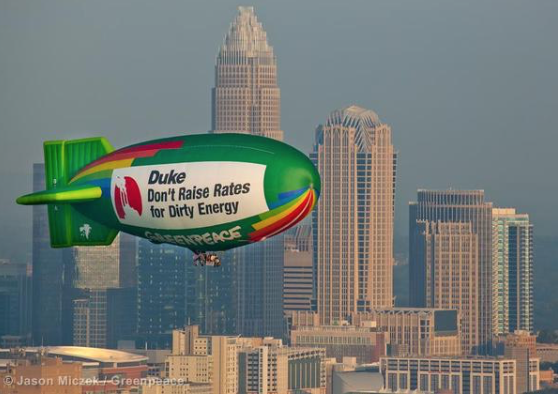 Duke
Don't Raise Rates
for Dirty Energy
GREENPEACE
© Jason Miczek / Greenpeace